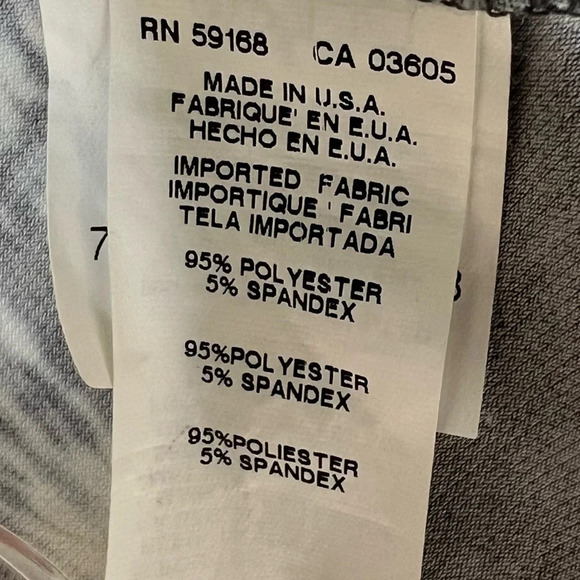 RN 59168 CA 03605
MADE IN U.S.A.
FABRIQUE' EN E.U.A.
HECHO EN E.U.A.
IMPORTED FABRIC
IMPORTIQUE ' FABRI
TELA IMPORTADA
95% POLYESTER
5% SPANDEX
95%POLYESTER
5% SPANDEX
95%POLIESTER
5% SPANDEX
7